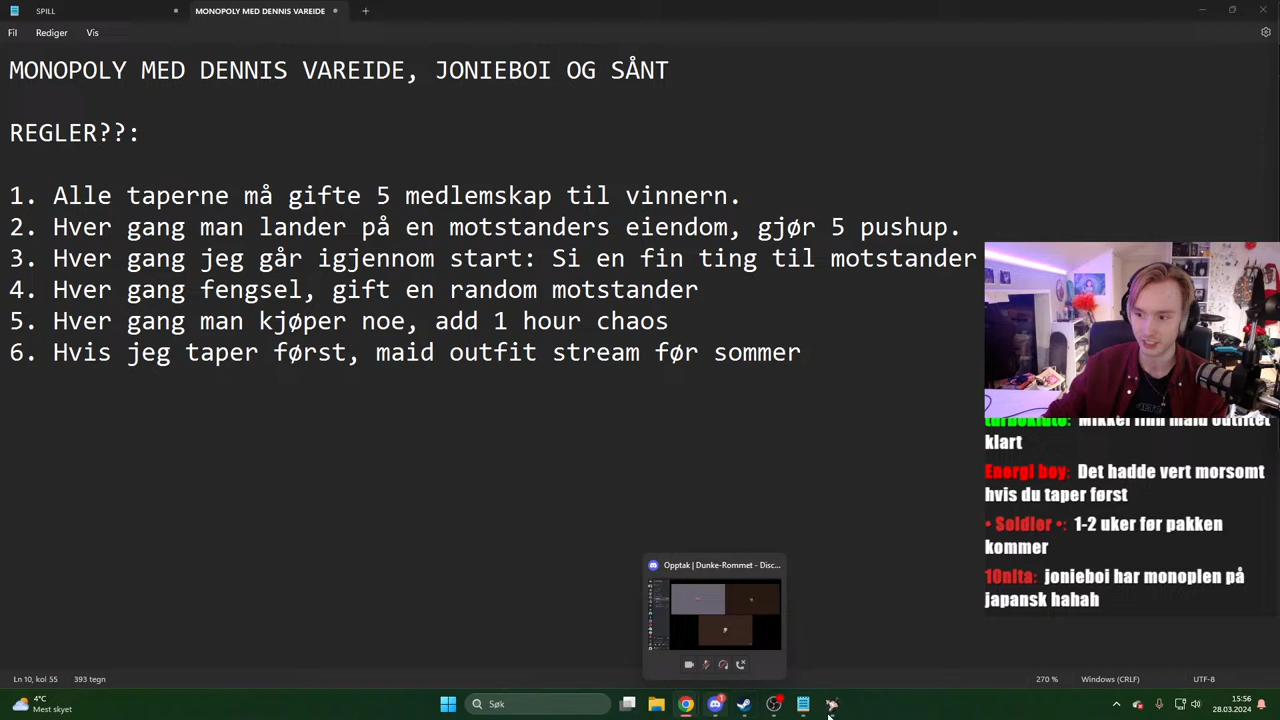 SPILL
MONOPOLY MED DENNIS VAREIDE
Fil Rediger Vis
MONOPOLY MED DENNIS VAREIDE, JONIEBOI OG SÅNT
REGLER??:
1. Alle taperne må gifte 5 medlemskap til vinnern.
2. Hver gang man lander på en motstanders eiendom, gjør 5 pushup.
3. Hver gang jeg går igjennom start: Si en fin ting til motstander
4. Hver gang fengsel, gift en random motstander
5. Hver gang man kjøper noe, add 1 hour chaos
6. Hvis jeg taper først, maid outfit stream før sommer
klart
Energi boy: Det hadde vert morsomt
hvis du taper først
• Soldier •: 1-2 uker før pakken
kommer
10nita: jonieboi har monoplen på
japansk hahah
Opptak | Dunke-Rommet - Disc...
Ln 10, kol 55 393 tegn 270 % Windows (CRLF) UTF-8
4°C
Mest skyet
Søk
15:56
28.03.2024